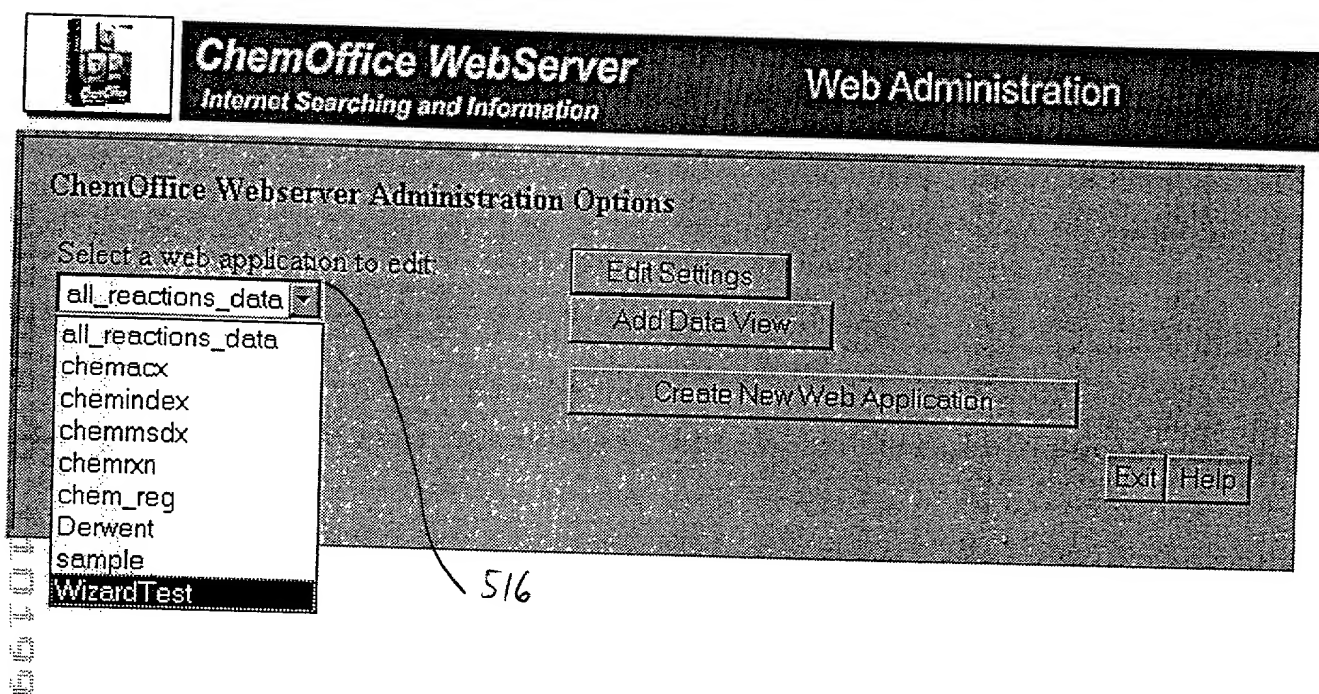 ChemOffice WebServer
Internet Searching and Information
Web Administration
ChemOffice Webserver Administration Options
Select a web application to edit:
all_reactions_data
all_reactions_data
chemacx
chemindex
chemmsdx
chemrxn
chem_reg
Derwent
sample
WizardTest
Edit Settings
Add Data View
Create New Web Application
Exit Help
516